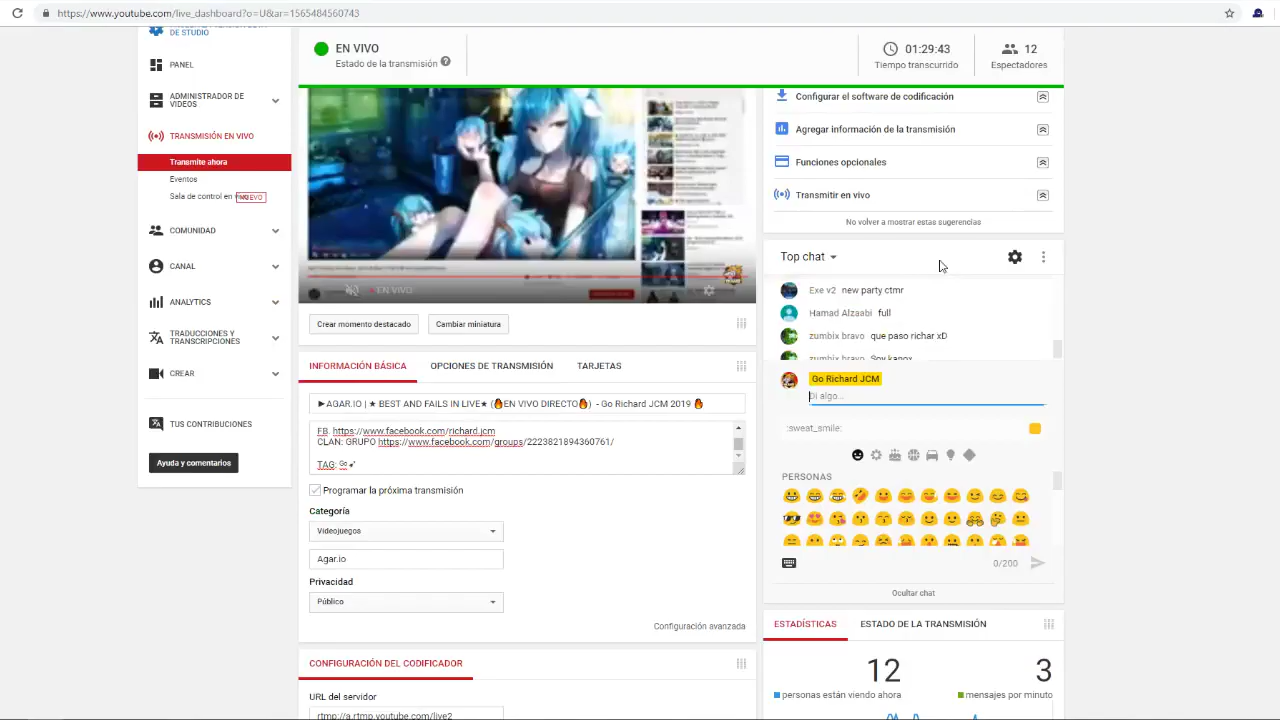 https://www.youtube.com/live_dashboard?o=U&ar=1565484560743
DE STUDIO
PANEL
ADMINISTRADOR DE
VIDEOS
TRANSMISIÓN EN VIVO
Transmite ahora
Eventos
Sala de control en
NUEVO
COMUNIDAD
CANAL
ANALYTICS
TRADUCCIONES Y
TRANSCRIPCIONES
CREAR
TUS CONTRIBUCIONES
Ayuda y comentarios
EN VIVO
Estado de la transmisión
01:29:43
Tiempo transcurrido
12
Espectadores
EN VIVO
Crear momento destacado
Cambiar miniatura
INFORMACIÓN BÁSICA
OPCIONES DE TRANSMISIÓN
TARJETAS
►AGAR.IO | ★ BEST AND FAILS IN LIVE★ (🔥EN VIVO DIRECTO🔥) - Go Richard JCM 2019 🔥
FB. https://www.facebook.com/richard.jcm
CLAN: GRUPO https://www.facebook.com/groups/2223821894360761/
TAG: Go
Programar la próxima transmisión
Categoría
Videojuegos
Agar.io
Privacidad
Público
Configuración avanzada
CONFIGURACIÓN DEL CODIFICADOR
URL del servidor
rtmp://a.rtmp.youtube.com/live2
Configurar el software de codificación
Agregar información de la transmisión
Funciones opcionales
Transmitir en vivo
No volver a mostrar estas sugerencias
Top chat
Exe v2 new party ctmr
Hamad Alzaabi full
zumbix bravo que paso richar xD
zumbix bravo Soy kanox
Go Richard JCM
Di algo...
:sweat_smile:
PERSONAS
0/200
Ocultar chat
ESTADÍSTICAS
ESTADO DE LA TRANSMISIÓN
12
3
personas están viendo ahora
mensajes por minuto